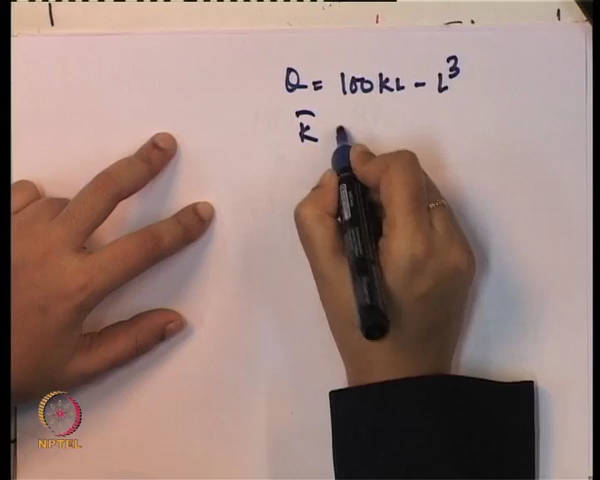 Q = 100KL - L³
K̅
NPTEL